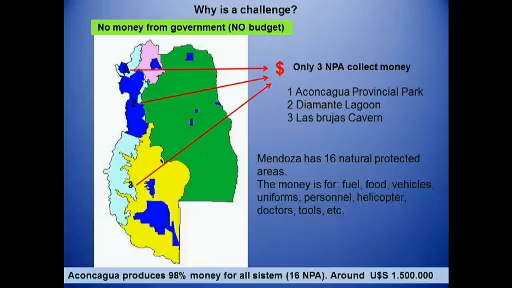 Why is a challenge?
No money from government (NO budget)
$ Only 3 NPA collect money
1 Aconcagua Provincial Park
2 Diamante Lagoon
3 Las brujas Cavern
2
3
Mendoza has 16 natural protected
areas.
The money is for: fuel, food, vehicles,
uniforms, personnel, helicopter,
doctors, tools, etc.
Aconcagua produces 98% money for all sistem (16 NPA). Around U$S 1.500.000